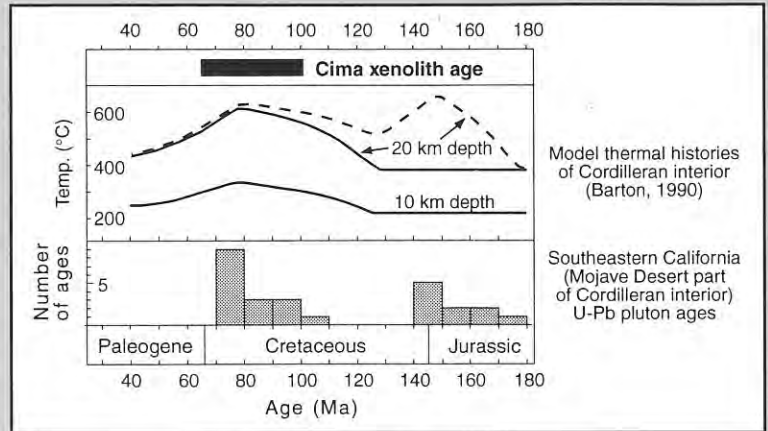 40 60 80 100 120 140 160 180
Cima xenolith age
Temp. (°C)
600
400
200
20 km depth
10 km depth
Model thermal histories
of Cordilleran interior
(Barton, 1990)
Number
of ages
5
Southeastern California
(Mojave Desert part
of Cordilleran interior)
U-Pb pluton ages
Paleogene Cretaceous Jurassic
40 60 80 100 120 140 160 180
Age (Ma)